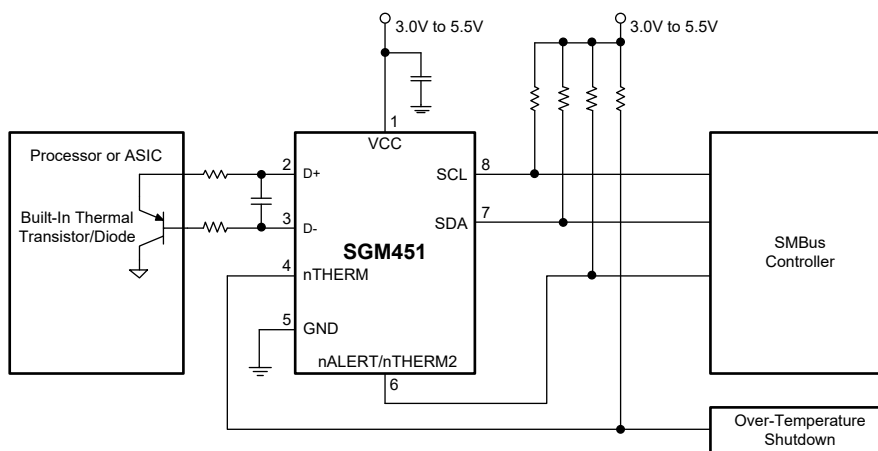 3.0V to 5.5V
3.0V to 5.5V
1
VCC
Processor or ASIC
Built-In Thermal
Transistor/Diode
2
D+
3
D-
4
nTHERM
5
GND
SGM451
SCL
8
SDA
7
nALERT/nTHERM2
6
SMBus
Controller
Over-Temperature
Shutdown